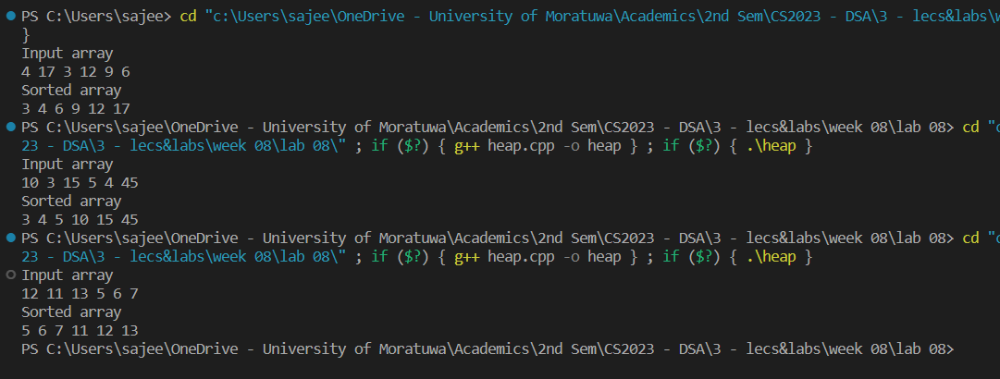 PS C:\Users\sajee> cd "c:\Users\sajee\OneDrive - University of Moratuwa\Academics\2nd Sem\CS2023 - DSA\3 - lecs&labs\
}
Input array
4 17 3 12 9 6
Sorted array
3 4 6 9 12 17
PS C:\Users\sajee\OneDrive - University of Moratuwa\Academics\2nd Sem\CS2023 - DSA\3 - lecs&labs\week 08\lab 08> cd "
23 - DSA\3 - lecs&labs\week 08\lab 08\" ; if ($?) { g++ heap.cpp -o heap } ; if ($?) { .\heap }
Input array
10 3 15 5 4 45
Sorted array
3 4 5 10 15 45
PS C:\Users\sajee\OneDrive - University of Moratuwa\Academics\2nd Sem\CS2023 - DSA\3 - lecs&labs\week 08\lab 08> cd "
23 - DSA\3 - lecs&labs\week 08\lab 08\" ; if ($?) { g++ heap.cpp -o heap } ; if ($?) { .\heap }
Input array
12 11 13 5 6 7
Sorted array
5 6 7 11 12 13
PS C:\Users\sajee\OneDrive - University of Moratuwa\Academics\2nd Sem\CS2023 - DSA\3 - lecs&labs\week 08\lab 08>